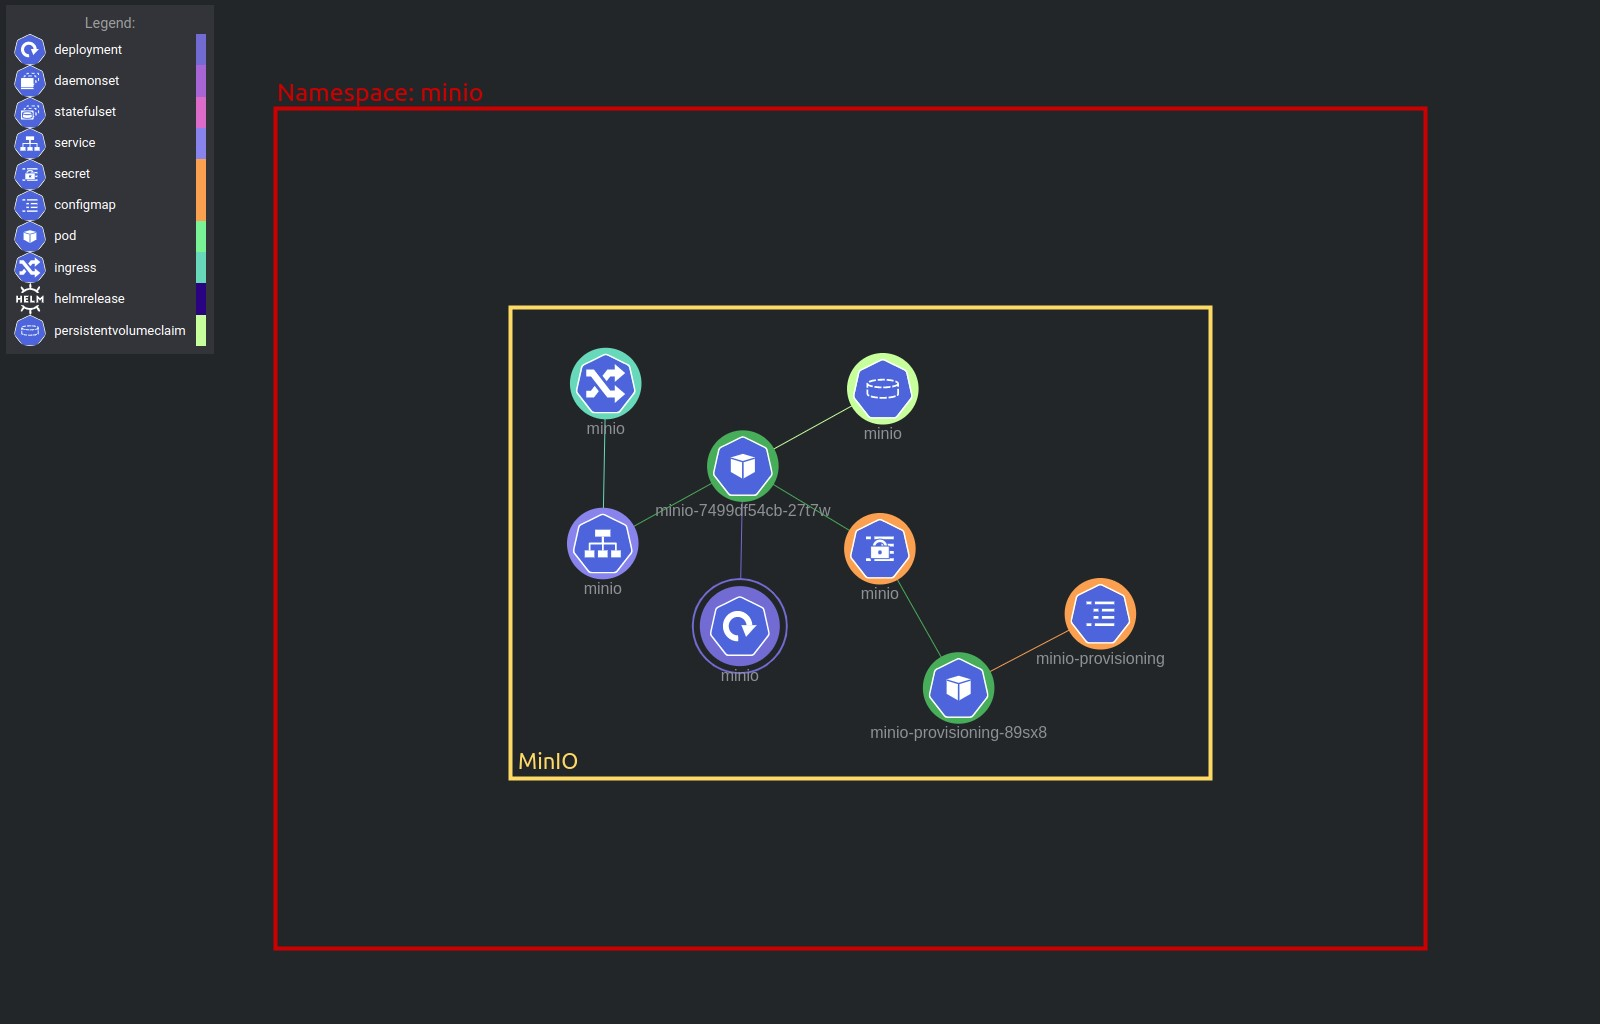 Legend:
deployment
daemonset
statefulset
service
secret
configmap
pod
ingress
HELM
helmrelease
persistentvolumeclaim
Namespace: minio
minio
minio
minio-7499df54cb-27t7w
minio
minio
minio
minio-provisioning
minio-provisioning-89sx8
MinIO